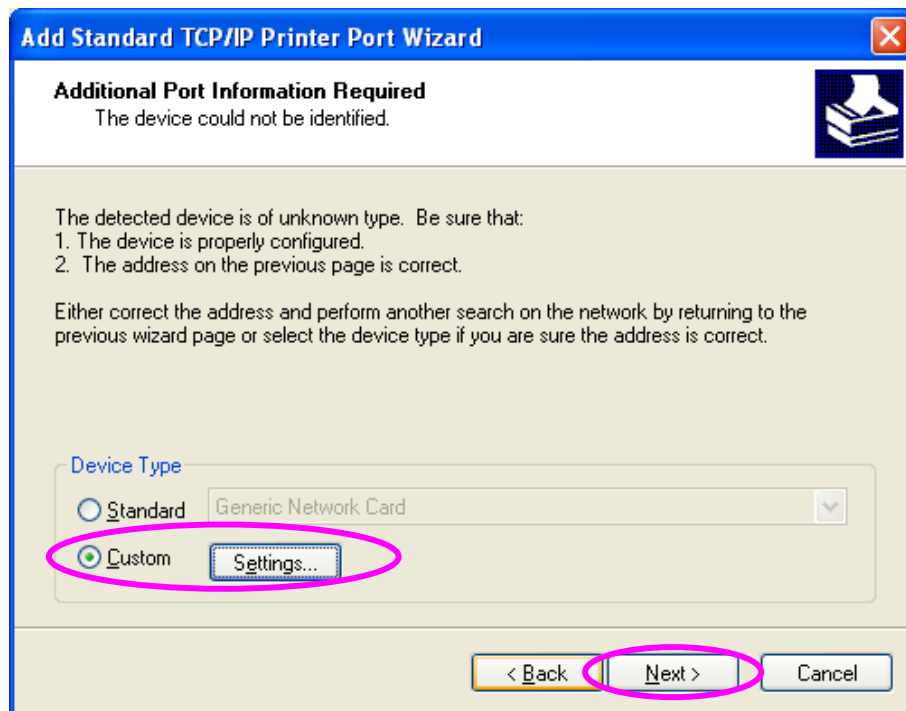 Add Standard TCP/IP Printer Port Wizard
Additional Port Information Required
The device could not be identified.
The detected device is of unknown type.  Be sure that:
1. The device is properly configured.
2.  The address on the previous page is correct.
Either correct the address and perform another search on the network by returning to the
previous wizard page or select the device type if you are sure the address is correct.
Device Type
Standard
Generic Network Card
Custom
Settings...
< Back
Next >
Cancel